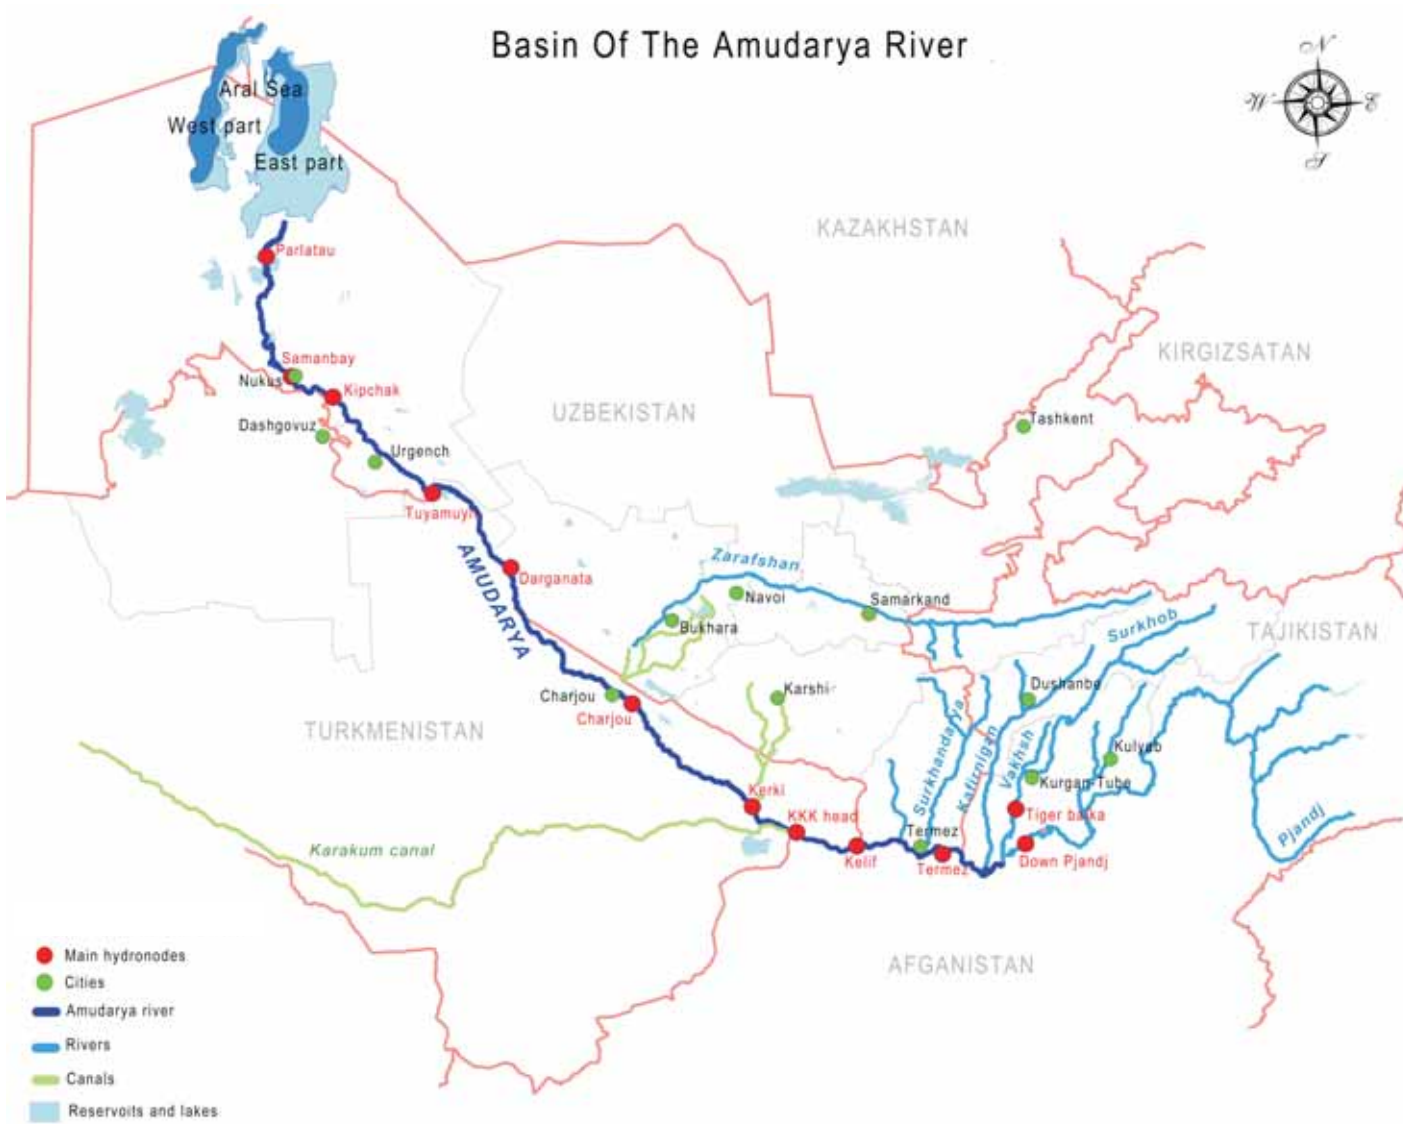 Basin Of The Amudarya River
N
W
E
S
Aral Sea
West part
East part
KAZAKHSTAN
Parlatau
KIRGIZSATAN
Samanbay
Nukus
Kipchak
UZBEKISTAN
Tashkent
Dashgovuz
Urgench
Tuyamuyn
AMUDARYA
Darganata
Zarafshan
Navoi
Samarkand
Bukhara
Surkhob
TAJIKISTAN
Charjou
Charjou
Karshi
Dushanbe
TURKMENISTAN
Surkhandarya
Kafirnigan
Vakhsh
Kulyab
Kurgan-Tube
Kerki
KKK head
Tiger balka
Pjandj
Karakum canal
Kelif
Termez
Termez
Down Pjandj
AFGANISTAN
Main hydronodes
Cities
Amudarya river
Rivers
Canals
Reservoits and lakes